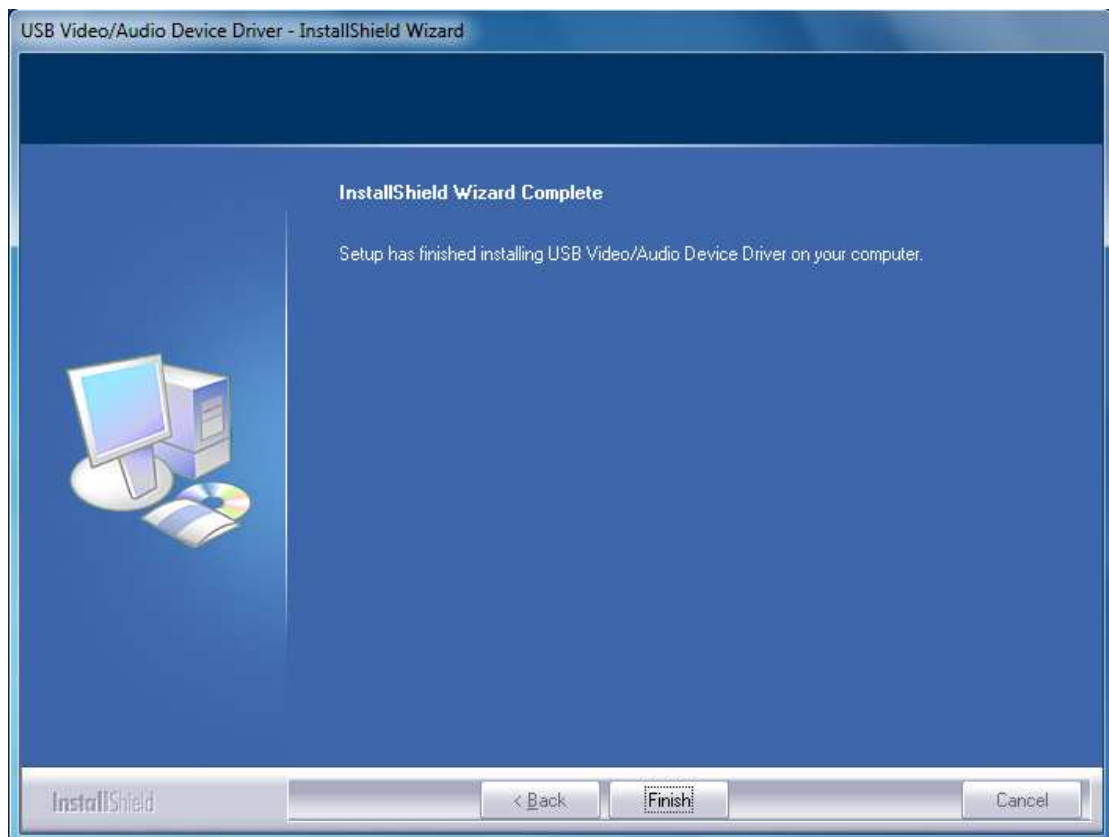 USB Video/Audio Device Driver - InstallShield Wizard
InstallShield Wizard Complete
Setup has finished installing USB Video/Audio Device Driver on your computer.
InstallShield
< Back
Finish
Cancel